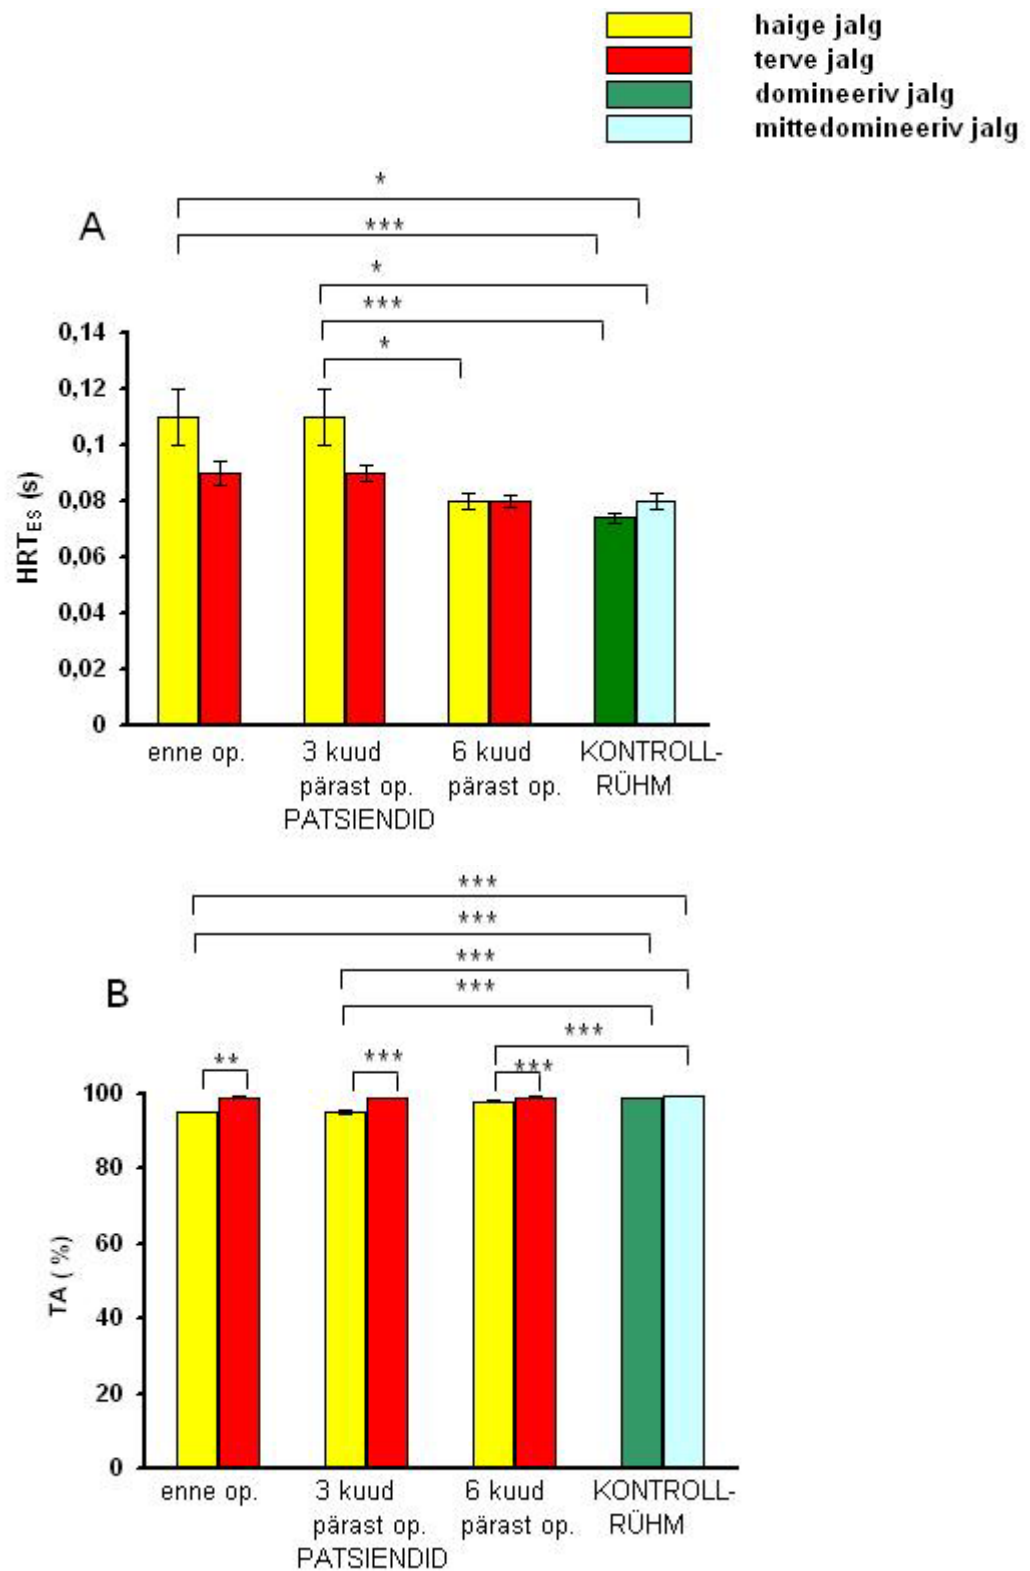 haige jalg
terve jalg
domineeriv jalg
mittedomineeriv jalg
A
*
***
*
***
*
0,14
0,12
0,1
0,08
0,06
0,04
0,02
0
HRTES (s)
enne op. 3 kuud 6 kuud KONTROLL-
pärast op. pärast op. RÜHM
PATSIENDID
B
***
***
***
***
***
** *** ***
100
80
60
40
20
0
TA ( %)
enne op. 3 kuud 6 kuud KONTROLL-
pärast op. pärast op. RÜHM
PATSIENDID